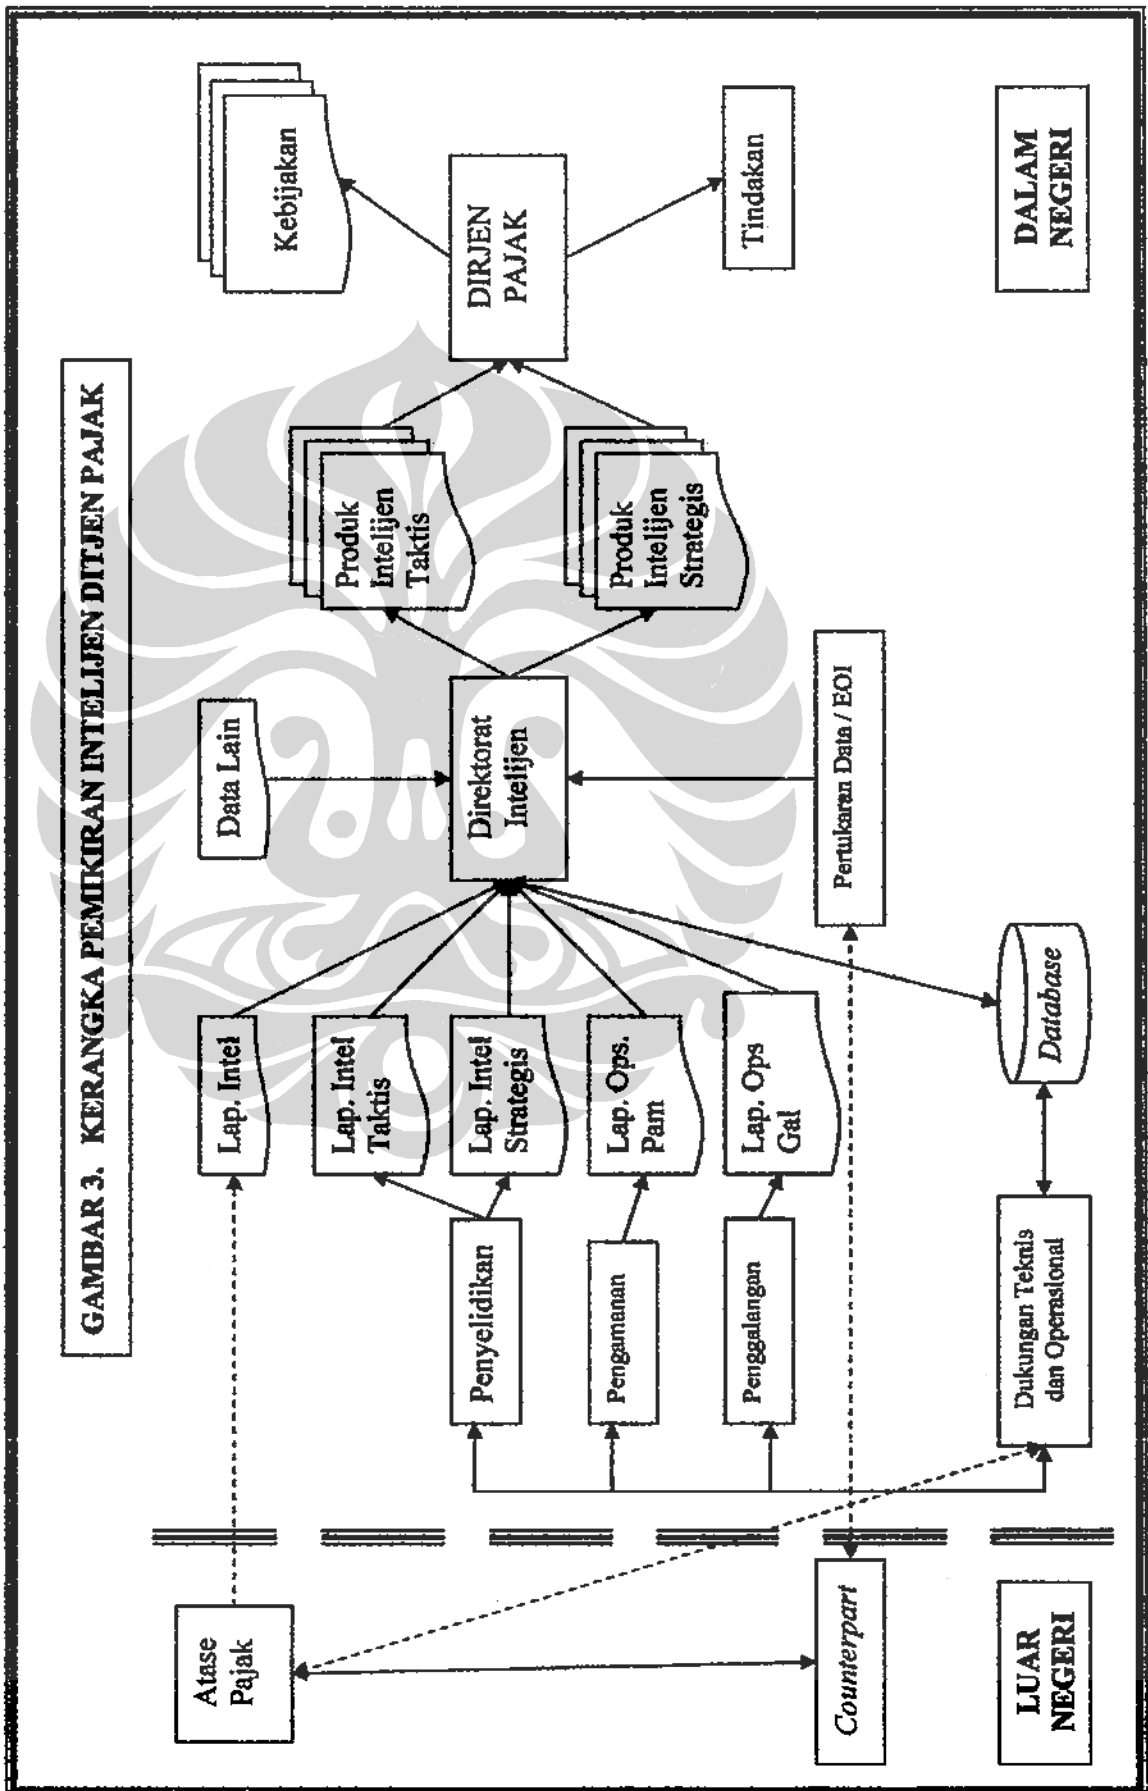 GAMBAR 3. KERANGKA PEMIKIRAN INTELIJEN DITJEN PAJAK
Atase
Pajak
Counterpart
LUAR
NEGERI
Penyelidikan
Pengamanan
Penggalangan
Dukungan Teknis
dan Operasional
Lap. Intel
Lap. Intel
Taktis
Lap. Intel
Strategis
Lap. Ops.
Pam
Lap. Ops
Gal
Database
Data Lain
Direktorat
Intelijen
Pertukaran Data / EOI
Produk
Intelijen
Taktis
Produk
Intelijen
Strategis
Kebijakan
DIRJEN
PAJAK
Tindakan
DALAM
NEGERI